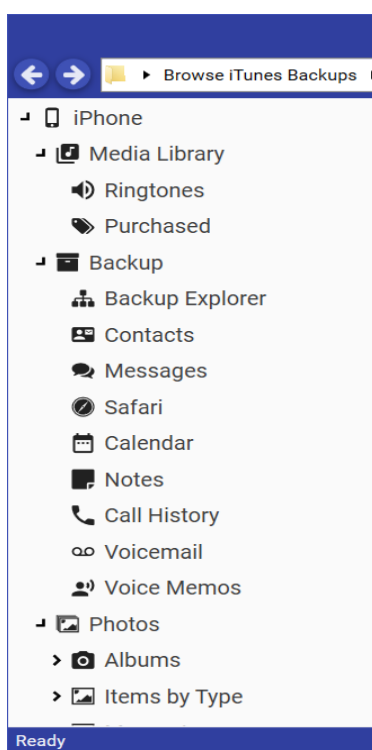 Browse iTunes Backups
iPhone
Media Library
Ringtones
Purchased
Backup
Backup Explorer
Contacts
Messages
Safari
Calendar
Notes
Call History
Voicemail
Voice Memos
Photos
Albums
Items by Type
Ready